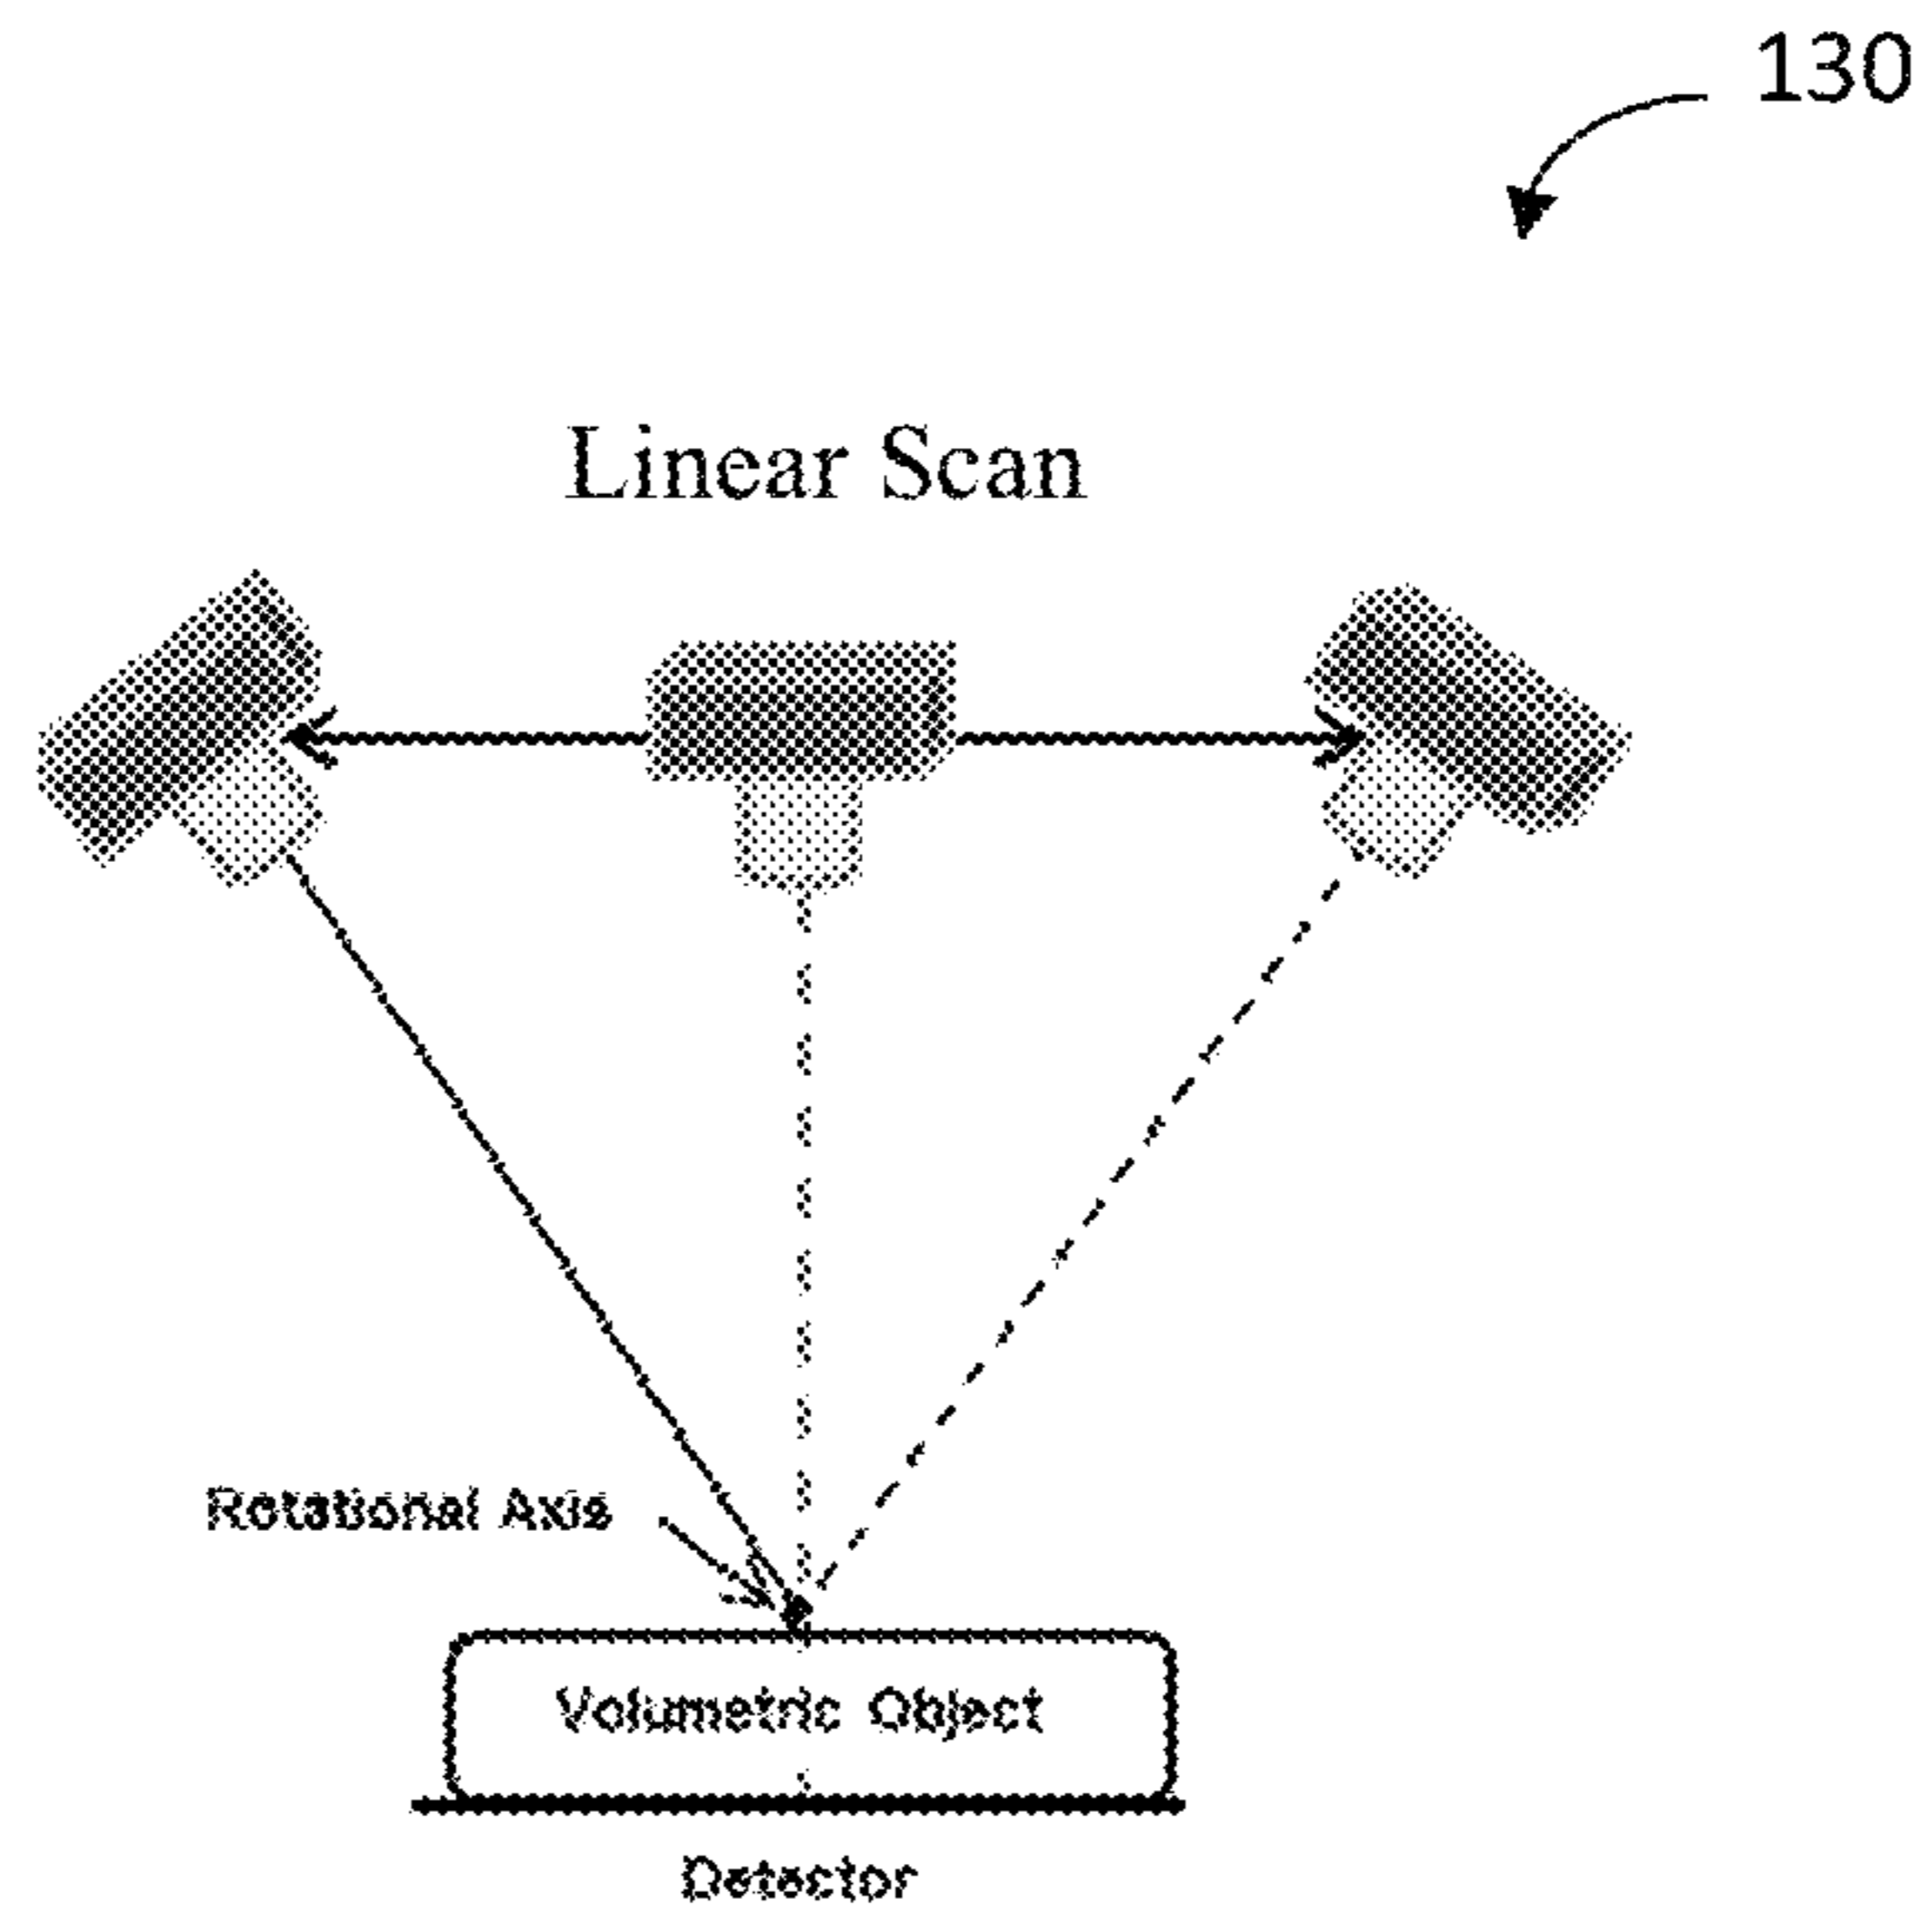 130
Linear Scan
Rotational Axis
Volumetric Object
Detector